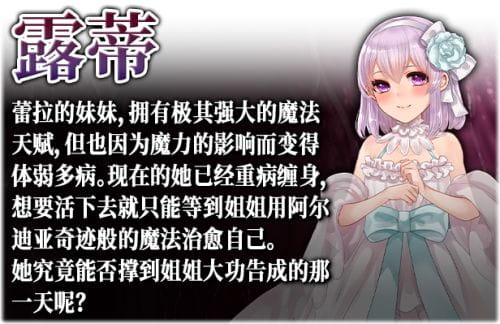 露蒂
蕾拉的妹妹,拥有极其强大的魔法
天赋,但也因为魔力的影响而变得
体弱多病。现在的她已经重病缠身,
想要活下去就只能等到姐姐用阿尔
迪亚奇迹般的魔法治愈自己。
她究竟能否撑到姐姐大功告成的那
一天呢?